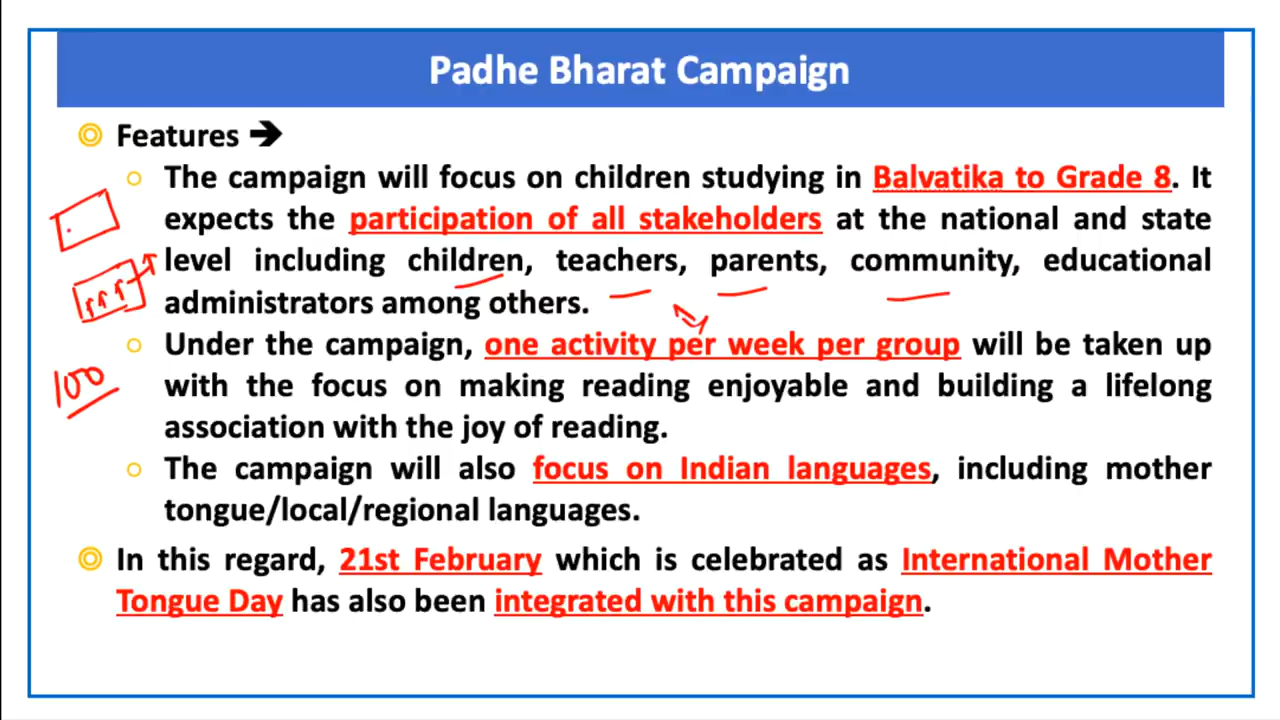 Padhe Bharat Campaign
Features ➔
The campaign will focus on children studying in Balvatika to Grade 8. It
expects the participation of all stakeholders at the national and state
level including children, teachers, parents, community, educational
administrators among others.
Under the campaign, one activity per week per group will be taken up
100
with the focus on making reading enjoyable and building a lifelong
association with the joy of reading.
The campaign will also focus on Indian languages, including mother
tongue/local/regional languages.
In this regard, 21st February which is celebrated as International Mother
Tongue Day has also been integrated with this campaign.